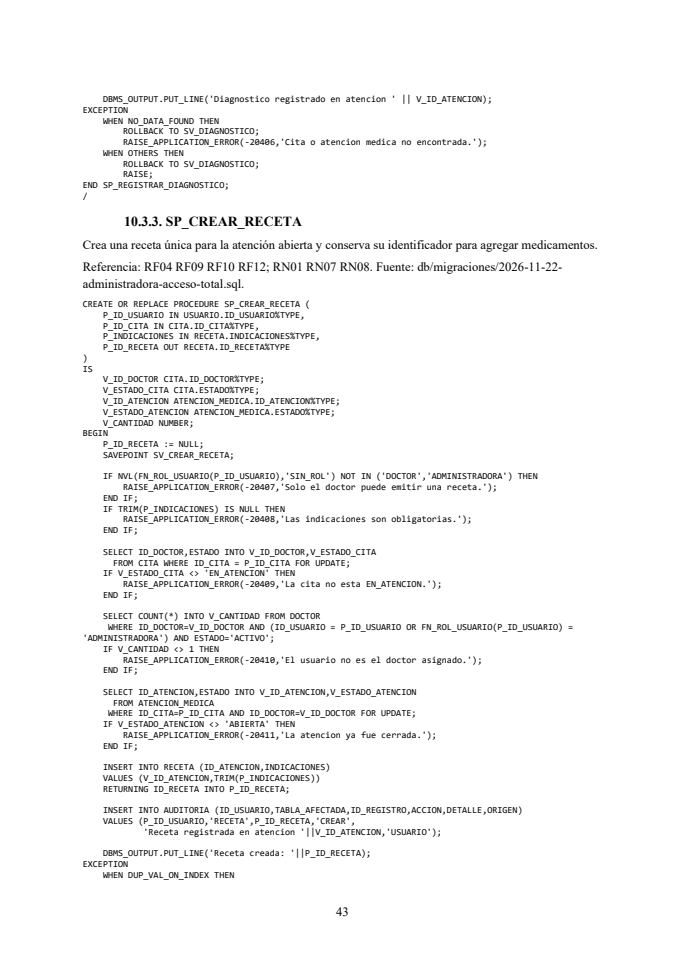 DBMS_OUTPUT.PUT_LINE('Diagnostico registrado en atencion ' || V_ID_ATENCION);
EXCEPTION
WHEN NO_DATA_FOUND THEN
ROLLBACK TO SV_DIAGNOSTICO;
RAISE_APPLICATION_ERROR(-20406,'Cita o atencion medica no encontrada.');
WHEN OTHERS THEN
ROLLBACK TO SV_DIAGNOSTICO;
RAISE;
END SP_REGISTRAR_DIAGNOSTICO;
/
10.3.3. SP_CREAR_RECETA
Crea una receta única para la atención abierta y conserva su identificador para agregar medicamentos.
Referencia: RF04 RF09 RF10 RF12; RN01 RN07 RN08. Fuente: db/migraciones/2026-11-22-
administradora-acceso-total.sql.
CREATE OR REPLACE PROCEDURE SP_CREAR_RECETA (
P_ID_USUARIO IN USUARIO.ID_USUARIO%TYPE,
P_ID_CITA IN CITA.ID_CITA%TYPE,
P_INDICACIONES IN RECETA.INDICACIONES%TYPE,
P_ID_RECETA OUT RECETA.ID_RECETA%TYPE
)
IS
V_ID_DOCTOR CITA.ID_DOCTOR%TYPE;
V_ESTADO_CITA CITA.ESTADO%TYPE;
V_ID_ATENCION ATENCION_MEDICA.ID_ATENCION%TYPE;
V_ESTADO_ATENCION ATENCION_MEDICA.ESTADO%TYPE;
V_CANTIDAD NUMBER;
BEGIN
P_ID_RECETA := NULL;
SAVEPOINT SV_CREAR_RECETA;
IF NVL(FN_ROL_USUARIO(P_ID_USUARIO),'SIN_ROL') NOT IN ('DOCTOR','ADMINISTRADORA') THEN
RAISE_APPLICATION_ERROR(-20407,'Solo el doctor puede emitir una receta.');
END IF;
IF TRIM(P_INDICACIONES) IS NULL THEN
RAISE_APPLICATION_ERROR(-20408,'Las indicaciones son obligatorias.');
END IF;
SELECT ID_DOCTOR,ESTADO INTO V_ID_DOCTOR,V_ESTADO_CITA
FROM CITA WHERE ID_CITA = P_ID_CITA FOR UPDATE;
IF V_ESTADO_CITA <> 'EN_ATENCION' THEN
RAISE_APPLICATION_ERROR(-20409,'La cita no esta EN_ATENCION.');
END IF;
SELECT COUNT(*) INTO V_CANTIDAD FROM DOCTOR
WHERE ID_DOCTOR=V_ID_DOCTOR AND (ID_USUARIO = P_ID_USUARIO OR FN_ROL_USUARIO(P_ID_USUARIO) =
'ADMINISTRADORA') AND ESTADO='ACTIVO';
IF V_CANTIDAD <> 1 THEN
RAISE_APPLICATION_ERROR(-20410,'El usuario no es el doctor asignado.');
END IF;
SELECT ID_ATENCION,ESTADO INTO V_ID_ATENCION,V_ESTADO_ATENCION
FROM ATENCION_MEDICA
WHERE ID_CITA=P_ID_CITA AND ID_DOCTOR=V_ID_DOCTOR FOR UPDATE;
IF V_ESTADO_ATENCION <> 'ABIERTA' THEN
RAISE_APPLICATION_ERROR(-20411,'La atencion ya fue cerrada.');
END IF;
INSERT INTO RECETA (ID_ATENCION,INDICACIONES)
VALUES (V_ID_ATENCION,TRIM(P_INDICACIONES))
RETURNING ID_RECETA INTO P_ID_RECETA;
INSERT INTO AUDITORIA (ID_USUARIO,TABLA_AFECTADA,ID_REGISTRO,ACCION,DETALLE,ORIGEN)
VALUES (P_ID_USUARIO,'RECETA',P_ID_RECETA,'CREAR',
'Receta registrada en atencion '||V_ID_ATENCION,'USUARIO');
DBMS_OUTPUT.PUT_LINE('Receta creada: '||P_ID_RECETA);
EXCEPTION
WHEN DUP_VAL_ON_INDEX THEN
43